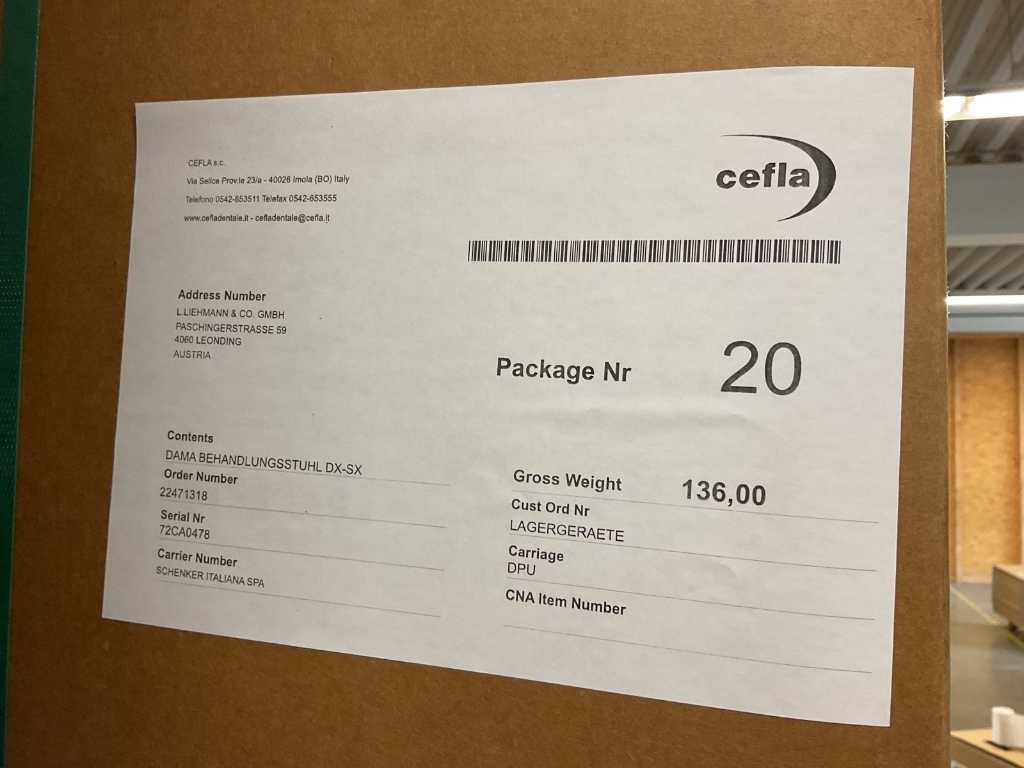 CEFLA s.c.
Via Selice Prov.le 23/a - 40026 Imola (BO) Italy
Telefono 0542-653511 Telefax 0542-653555
www.cefladentale.it - cefladentale@cefla.it
cefla
Address Number
L.LIEHMANN & CO. GMBH
PASCHINGERSTRASSE 59
4060 LEONDING
AUSTRIA
Package Nr 20
Contents
DAMA BEHANDLUNGSSTUHL DX-SX
Order Number
22471318
Serial Nr
72CA0478
Carrier Number
SCHENKER ITALIANA SPA
Gross Weight 136,00
Cust Ord Nr
LAGERGERAETE
Carriage
DPU
CNA Item Number